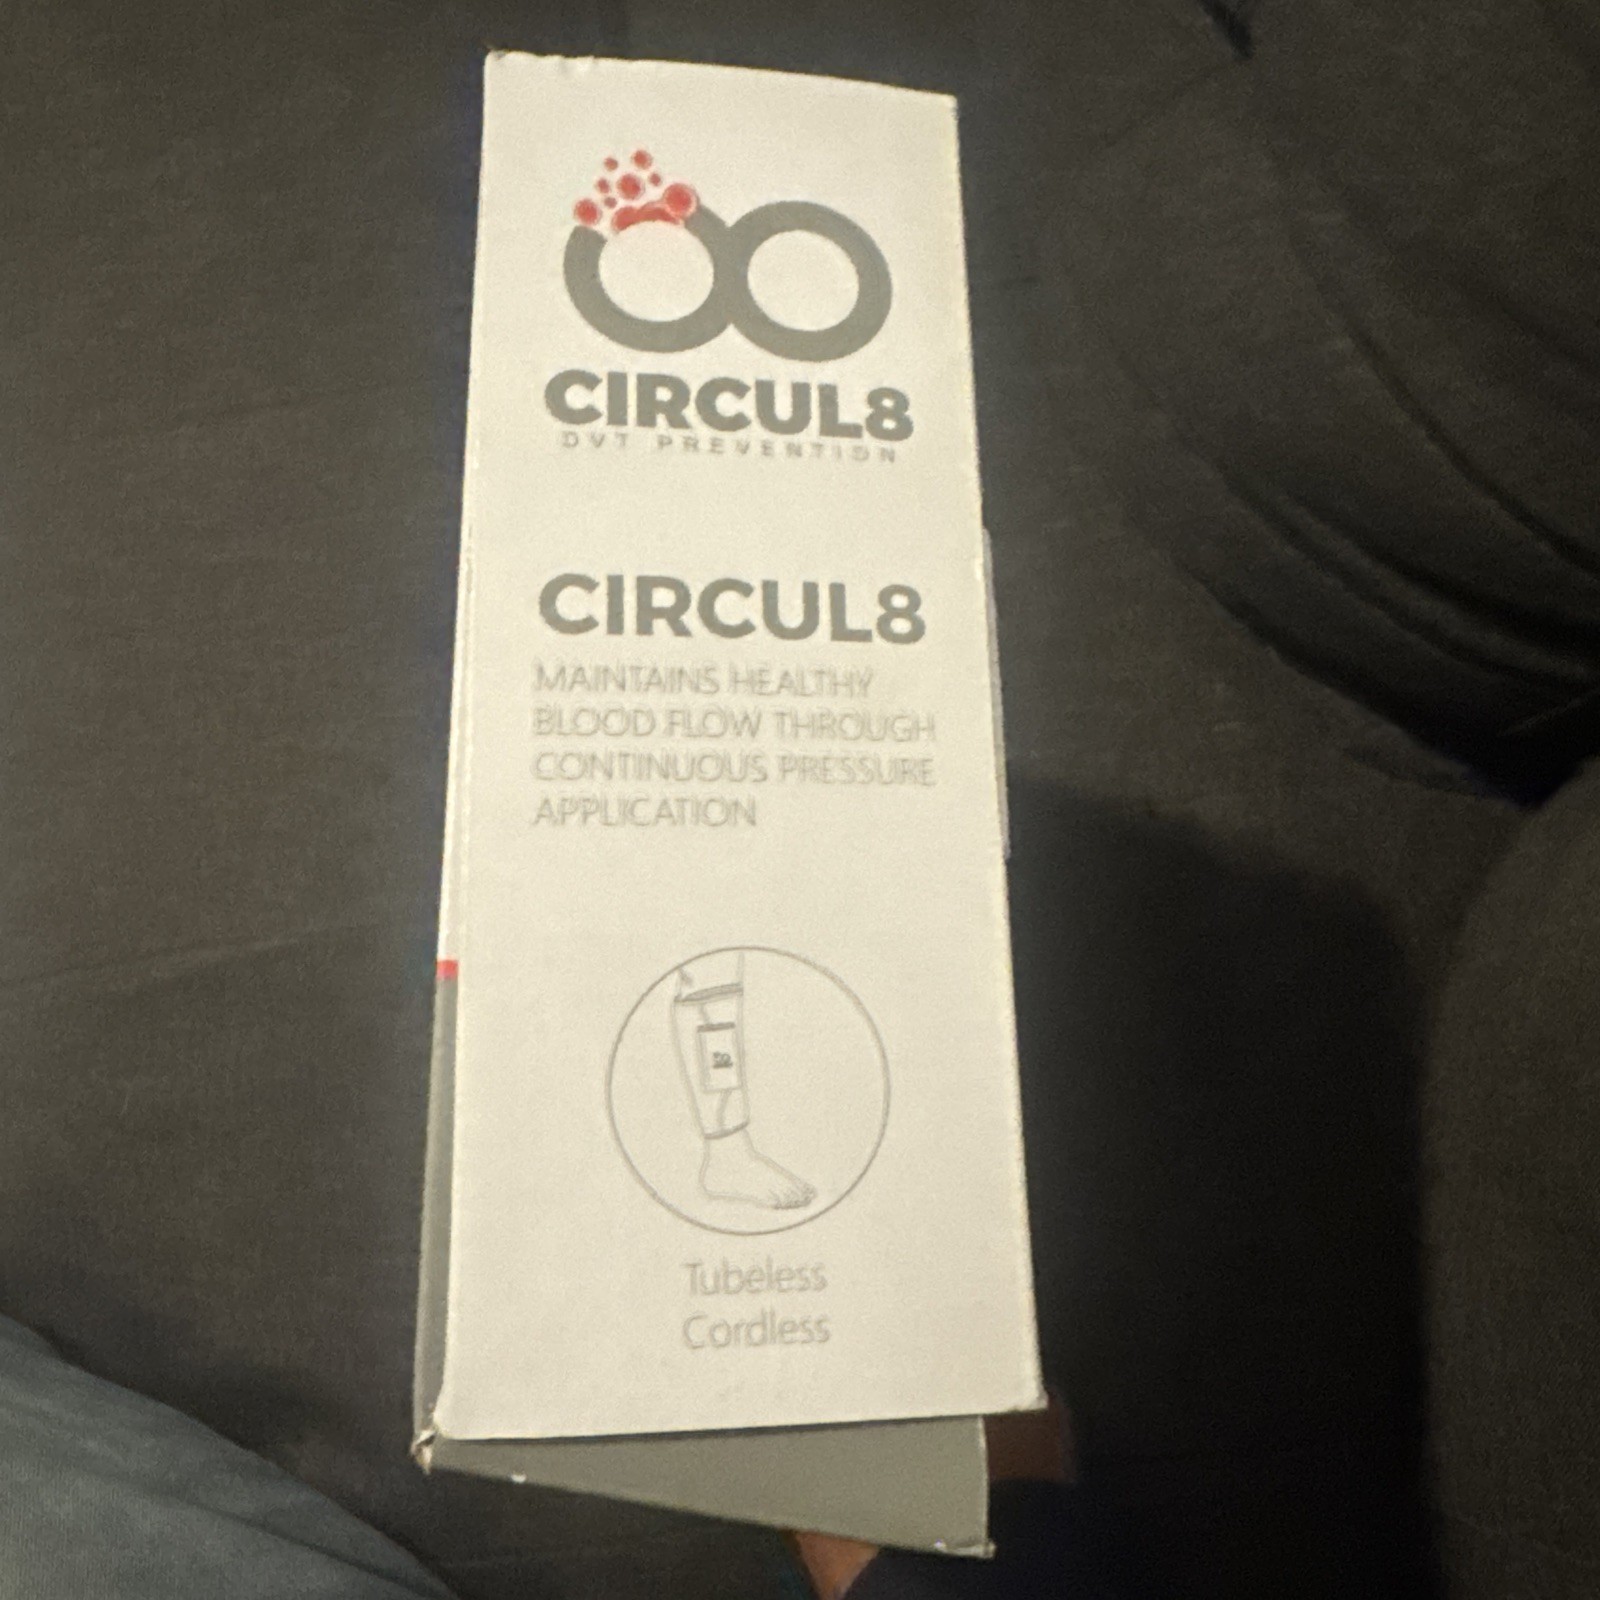 CIRCUL8
DVT PREVENTION
CIRCUL8
MAINTAINS HEALTHY
BLOOD FLOW THROUGH
CONTINUOUS PRESSURE
APPLICATION
Tubeless
Cordless